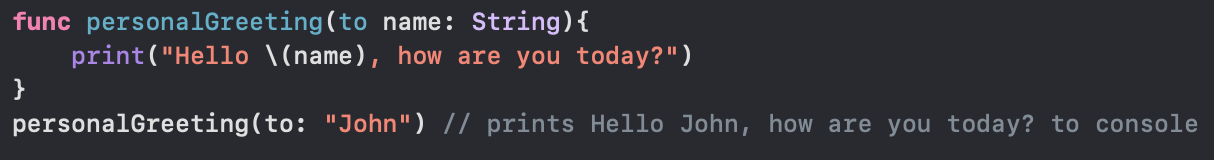 func personalGreeting(to name: String){
    print("Hello \(name), how are you today?")
}
personalGreeting(to: "John") // prints Hello John, how are you today? to console